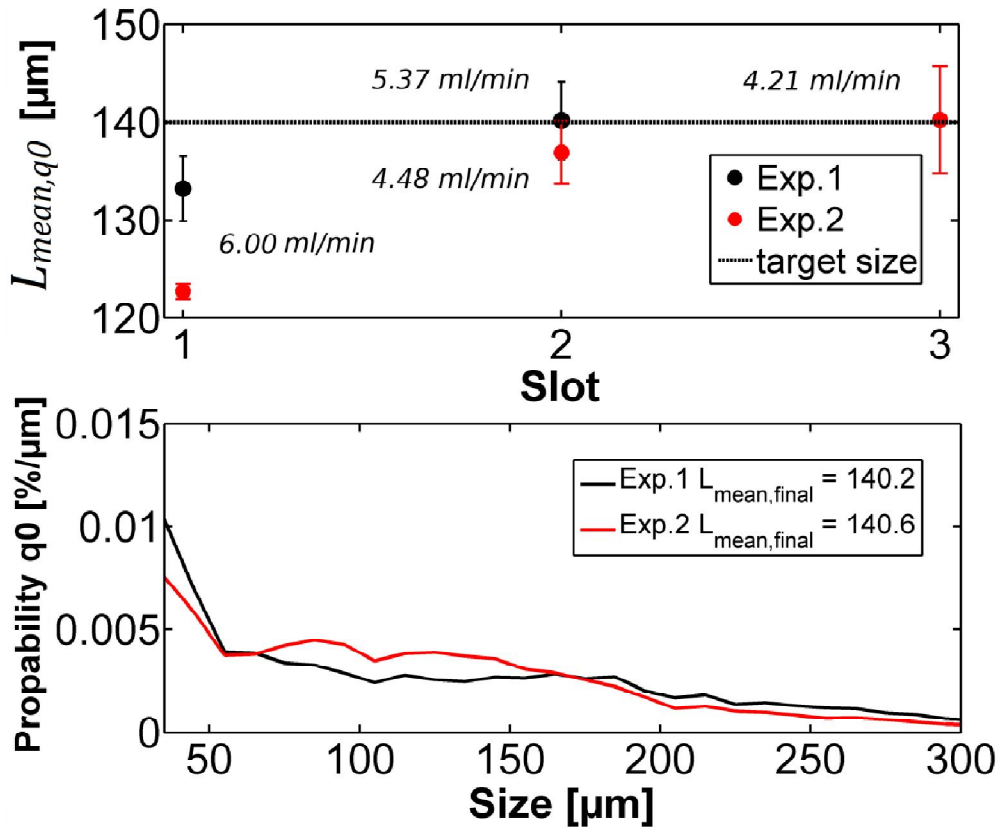 L_mean,q0 [µm]
150
140
130
120
5.37 ml/min
4.21 ml/min
4.48 ml/min
6.00 ml/min
Exp.1
Exp.2
target size
1 2 3
Slot
Propability q0 [%/µm]
0.015
0.01
0.005
0
Exp.1 L_mean,final = 140.2
Exp.2 L_mean,final = 140.6
50 100 150 200 250 300
Size [µm]